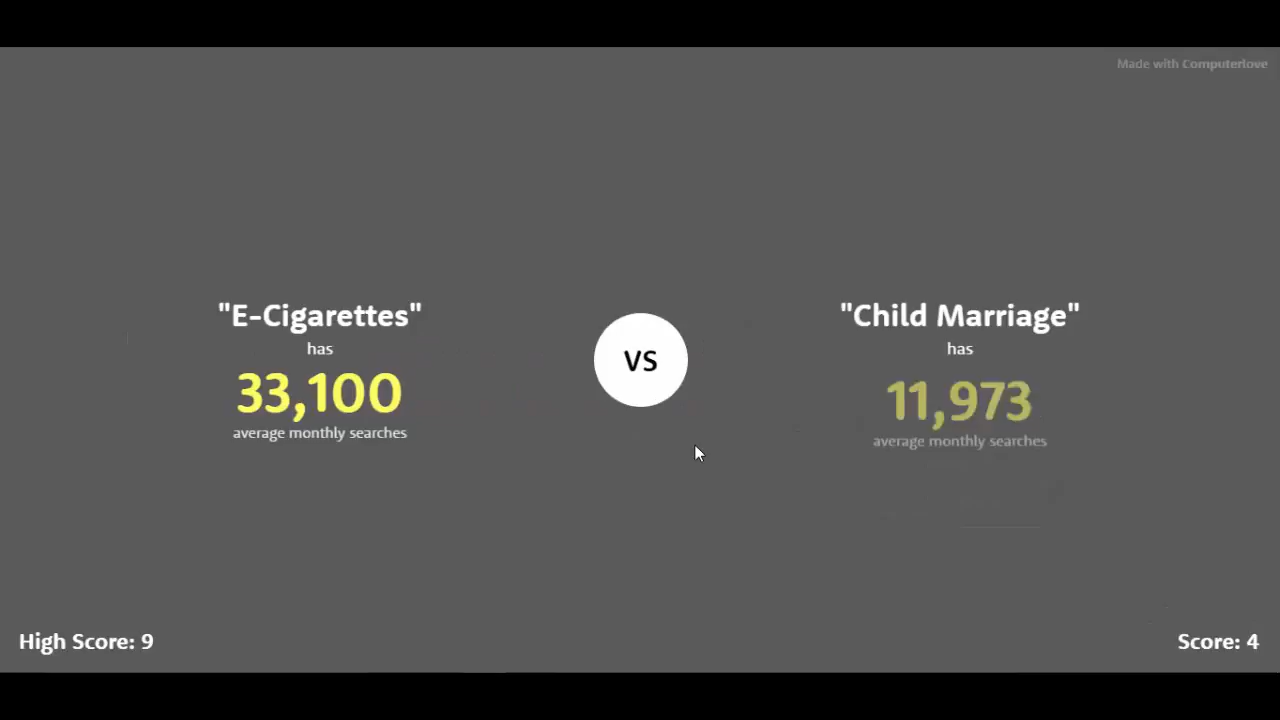 Made with Computerlove
"E-Cigarettes"
has
33,100
average monthly searches
VS
"Child Marriage"
has
11,973
average monthly searches
High Score: 9
Score: 4